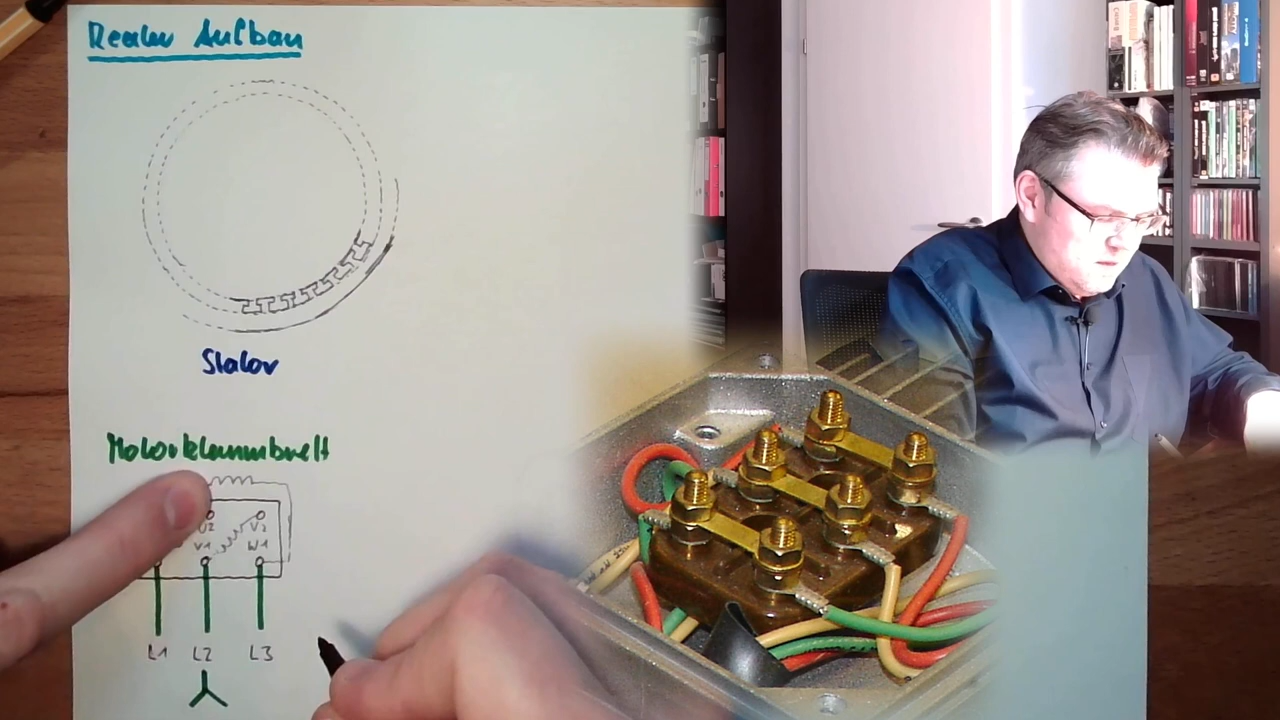 Realer Aufbau
Stator
Motorklemmbrett
U2 V2
V1 W1
L1 L2 L3